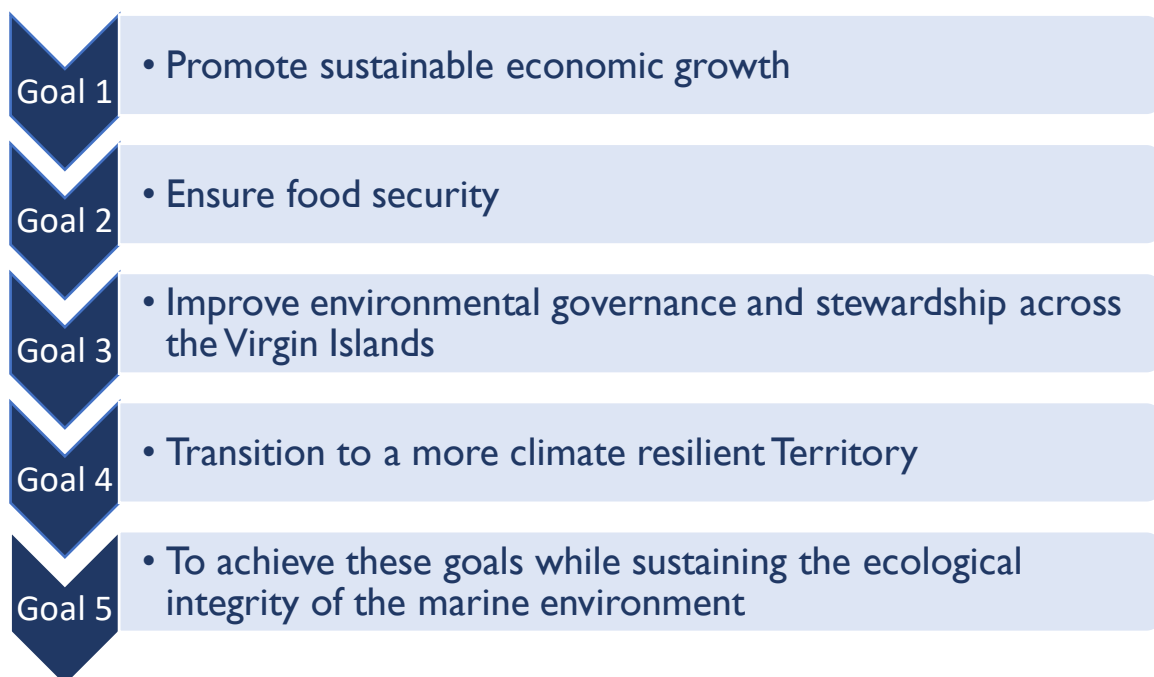 Goal 1
• Promote sustainable economic growth
Goal 2
• Ensure food security
Goal 3
• Improve environmental governance and stewardship across
the Virgin Islands
Goal 4
• Transition to a more climate resilient Territory
Goal 5
• To achieve these goals while sustaining the ecological
integrity of the marine environment